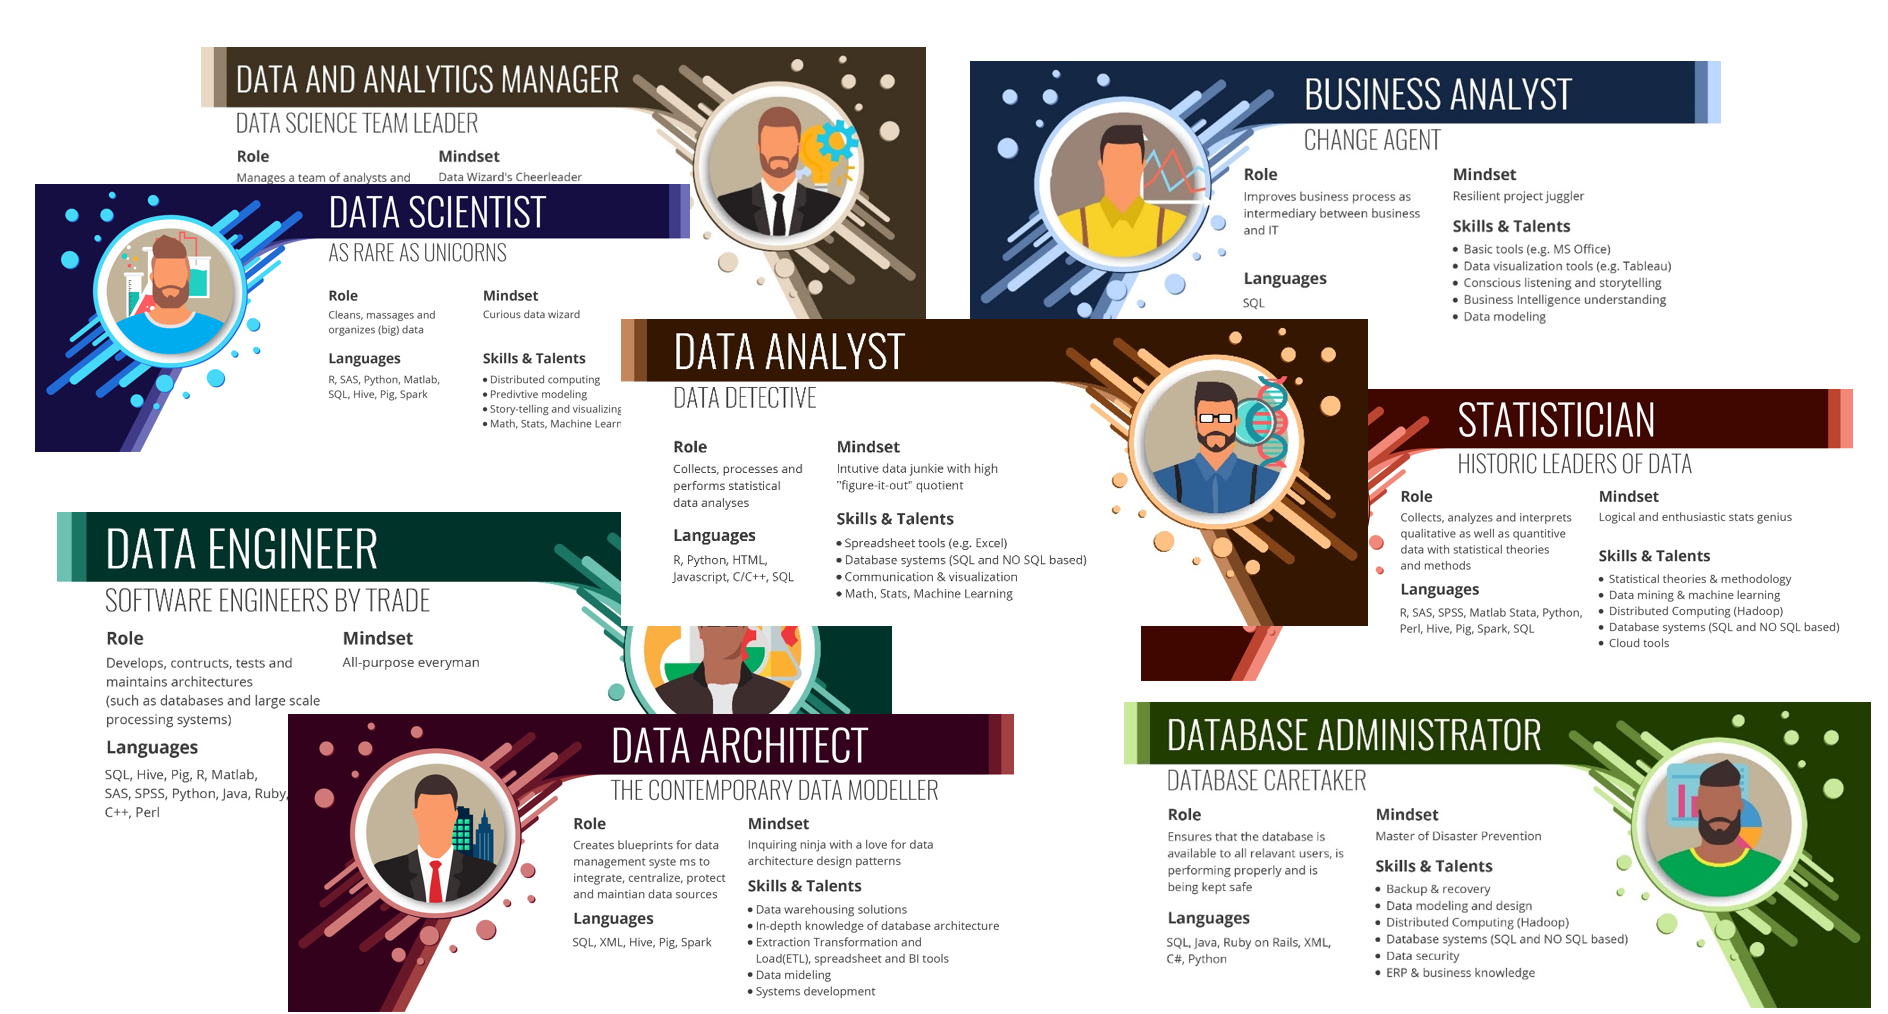 DATA AND ANALYTICS MANAGER
DATA SCIENCE TEAM LEADER
Role
Manages a team of analysts and
Mindset
Data Wizard's Cheerleader
BUSINESS ANALYST
CHANGE AGENT
Role
Improves business process as
intermediary between business
and IT
Languages
SQL
Mindset
Resilient project juggler
Skills & Talents
• Basic tools (e.g. MS Office)
• Data visualization tools (e.g. Tableau)
• Conscious listening and storytelling
• Business Intelligence understanding
• Data modeling
DATA SCIENTIST
AS RARE AS UNICORNS
Role
Cleans, massages and
organizes (big) data
Languages
R, SAS, Python, Matlab,
SQL, Hive, Pig, Spark
Mindset
Curious data wizard
Skills & Talents
• Distributed computing
• Predivtive modeling
• Story-telling and visualizing
• Math, Stats, Machine Learn
DATA ANALYST
DATA DETECTIVE
Role
Collects, processes and
performs statistical
data analyses
Languages
R, Python, HTML,
Javascript, C/C++, SQL
Mindset
Intutive data junkie with high
"figure-it-out" quotient
Skills & Talents
• Spreadsheet tools (e.g. Excel)
• Database systems (SQL and NO SQL based)
• Communication & visualization
• Math, Stats, Machine Learning
STATISTICIAN
HISTORIC LEADERS OF DATA
Role
Collects, analyzes and interprets
qualitative as well as quantitive
data with statistical theories
and methods
Languages
R, SAS, SPSS, Matlab Stata, Python,
Perl, Hive, Pig, Spark, SQL
Mindset
Logical and enthusiastic stats genius
Skills & Talents
• Statistical theories & methodology
• Data mining & machine learning
• Distributed Computing (Hadoop)
• Database systems (SQL and NO SQL based)
• Cloud tools
DATA ENGINEER
SOFTWARE ENGINEERS BY TRADE
Role
Develops, contructs, tests and
maintains architectures
(such as databases and large scale
processing systems)
Languages
SQL, Hive, Pig, R, Matlab,
SAS, SPSS, Python, Java, Ruby,
C++, Perl
Mindset
All-purpose everyman
DATA ARCHITECT
THE CONTEMPORARY DATA MODELLER
Role
Creates blueprints for data
management syste ms to
integrate, centralize, protect
and maintian data sources
Languages
SQL, XML, Hive, Pig, Spark
Mindset
Inquiring ninja with a love for data
architecture design patterns
Skills & Talents
• Data warehousing solutions
• In-depth knowledge of database architecture
• Extraction Transformation and
Load(ETL), spreadsheet and BI tools
• Data mideling
• Systems development
DATABASE ADMINISTRATOR
DATABASE CARETAKER
Role
Ensures that the database is
available to all relavant users, is
performing properly and is
being kept safe
Languages
SQL, Java, Ruby on Rails, XML,
C#, Python
Mindset
Master of Disaster Prevention
Skills & Talents
• Backup & recovery
• Data modeling and design
• Distributed Computing (Hadoop)
• Database systems (SQL and NO SQL based)
• Data security
• ERP & business knowledge